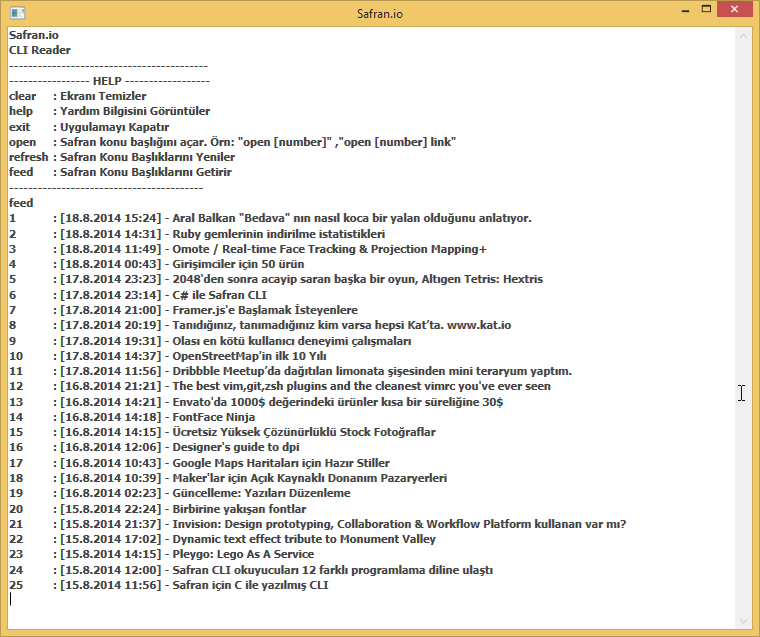 Safran.io
Safran.io
CLI Reader
------------------------------------------
----------------- HELP ------------------
clear : Ekranı Temizler
help : Yardım Bilgisini Görüntüler
exit : Uygulamayı Kapatır
open : Safran konu başlığını açar. Örn: "open [number]" ,"open [number] link"
refresh : Safran Konu Başlıklarını Yeniler
feed : Safran Konu Başlıklarını Getirir
-----------------------------------------
feed
1 : [18.8.2014 15:24] - Aral Balkan "Bedava" nın nasıl koca bir yalan olduğunu anlatıyor.
2 : [18.8.2014 14:31] - Ruby gemlerinin indirilme istatistikleri
3 : [18.8.2014 11:49] - Omote / Real-time Face Tracking & Projection Mapping+
4 : [18.8.2014 00:43] - Girişimciler için 50 ürün
5 : [17.8.2014 23:23] - 2048'den sonra acayip saran başka bir oyun, Altıgen Tetris: Hextris
6 : [17.8.2014 23:14] - C# ile Safran CLI
7 : [17.8.2014 21:00] - Framer.js'e Başlamak İsteyenlere
8 : [17.8.2014 20:19] - Tanıdığınız, tanımadığınız kim varsa hepsi Kat’ta. www.kat.io
9 : [17.8.2014 19:31] - Olası en kötü kullanıcı deneyimi çalışmaları
10 : [17.8.2014 14:37] - OpenStreetMap'in ilk 10 Yılı
11 : [17.8.2014 11:56] - Dribbble Meetup’da dağıtılan limonata şişesinden mini teraryum yaptım.
12 : [16.8.2014 21:21] - The best vim,git,zsh plugins and the cleanest vimrc you've ever seen
13 : [16.8.2014 14:21] - Envato'da 1000$ değerindeki ürünler kısa bir süreliğine 30$
14 : [16.8.2014 14:18] - FontFace Ninja
15 : [16.8.2014 14:15] - Ücretsiz Yüksek Çözünürlüklü Stock Fotoğraflar
16 : [16.8.2014 12:06] - Designer's guide to dpi
17 : [16.8.2014 10:43] - Google Maps Haritaları için Hazır Stiller
18 : [16.8.2014 10:39] - Maker'lar için Açık Kaynaklı Donanım Pazaryerleri
19 : [16.8.2014 02:23] - Güncelleme: Yazıları Düzenleme
20 : [15.8.2014 22:24] - Birbirine yakışan fontlar
21 : [15.8.2014 21:37] - Invision: Design prototyping, Collaboration & Workflow Platform kullanan var mı?
22 : [15.8.2014 17:02] - Dynamic text effect tribute to Monument Valley
23 : [15.8.2014 14:15] - Pleygo: Lego As A Service
24 : [15.8.2014 12:00] - Safran CLI okuyucuları 12 farklı programlama diline ulaştı
25 : [15.8.2014 11:56] - Safran için C ile yazılmış CLI